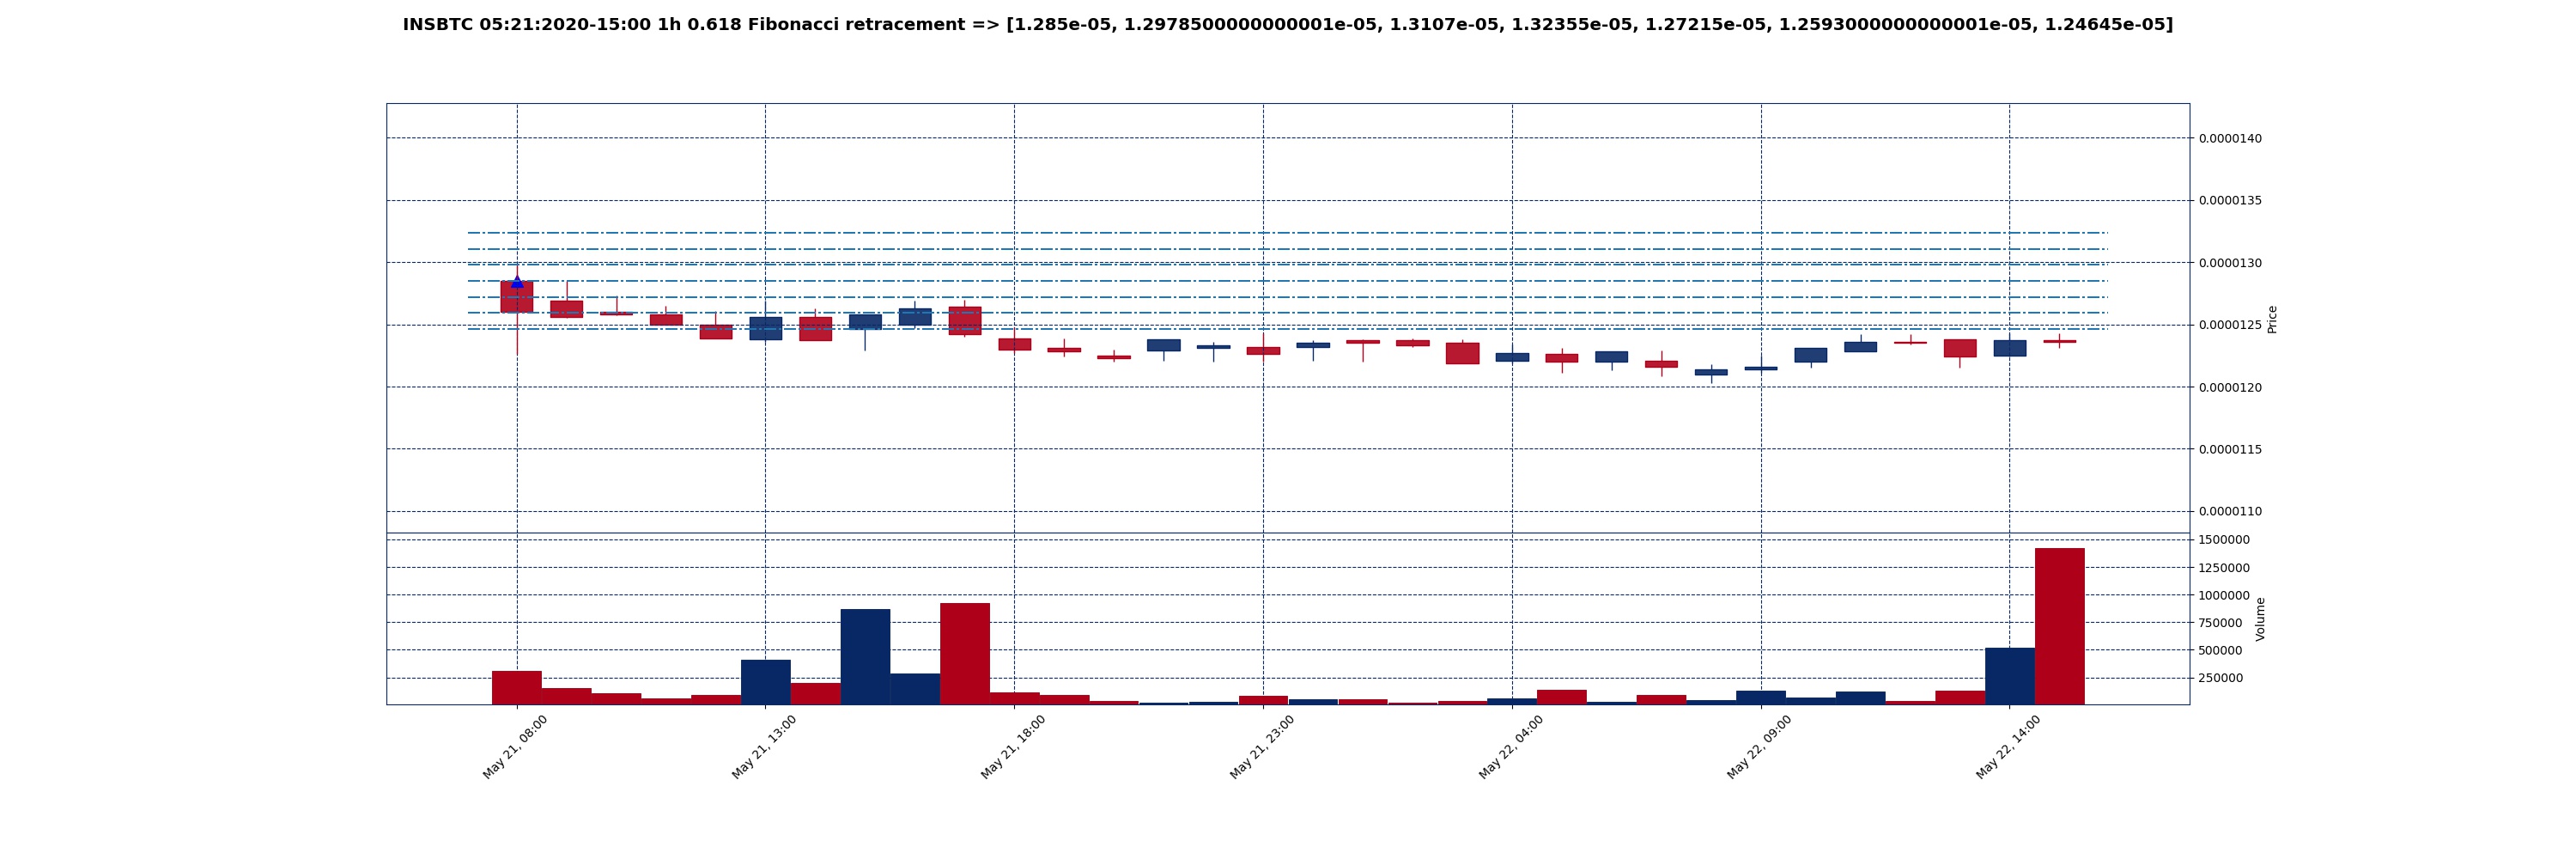 INSBTC 05:21:2020-15:00 1h 0.618 Fibonacci retracement => [1.285e-05, 1.2978500000000001e-05, 1.3107e-05, 1.32355e-05, 1.27215e-05, 1.2593000000000001e-05, 1.24645e-05]
0.0000140
0.0000135
0.0000130
0.0000125
0.0000120
0.0000115
0.0000110
Price
1500000
1250000
1000000
750000
500000
250000
Volume
May 21, 08:00
May 21, 13:00
May 21, 18:00
May 21, 23:00
May 22, 04:00
May 22, 09:00
May 22, 14:00